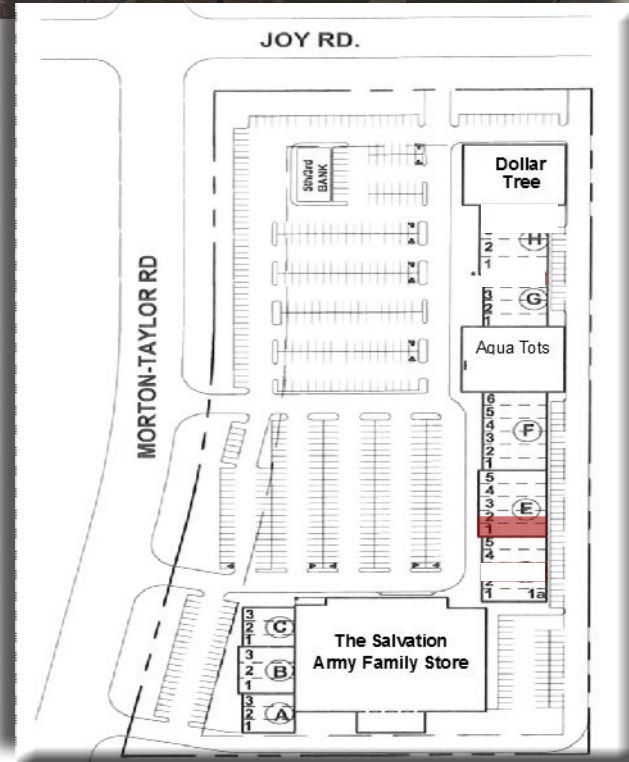 JOY RD.
MORTON-TAYLOR RD
5th/3rd
BANK
Dollar
Tree
H
2
1
G
3
2
1
Aqua Tots
6
5
4
F
3
2
1
5
4
3
E
2
1
5
4
2
1 1a
3
2 C
1
3
2 B
1
3
2 A
1
The Salvation
Army Family Store